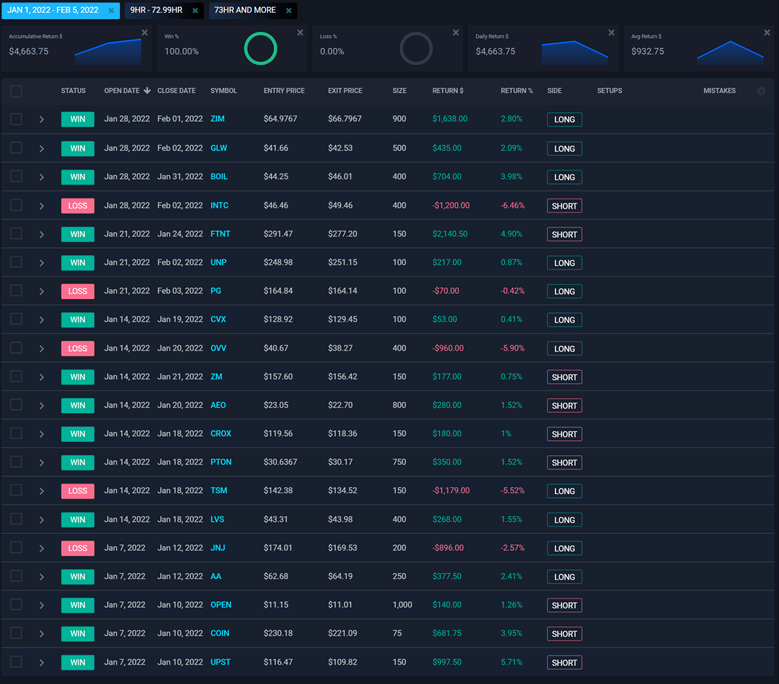 JAN 1, 2022 - FEB 5, 2022 × 9HR - 72.99HR × 73HR AND MORE ×
Accumulative Return $ × Win % × Loss % × Daily Return $ × Avg Return $ ×
$4,663.75 100.00% 0.00% $4,663.75 $932.75
STATUS OPEN DATE CLOSE DATE SYMBOL ENTRY PRICE EXIT PRICE SIZE RETURN $ RETURN % SIDE SETUPS MISTAKES
WIN Jan 28, 2022 Feb 01, 2022 ZIM $64.9767 $66.7967 900 $1,638.00 2.80% LONG
WIN Jan 28, 2022 Feb 02, 2022 GLW $41.66 $42.53 500 $435.00 2.09% LONG
WIN Jan 28, 2022 Jan 31, 2022 BOIL $44.25 $46.01 400 $704.00 3.98% LONG
LOSS Jan 28, 2022 Feb 02, 2022 INTC $46.46 $49.46 400 -$1,200.00 -6.46% SHORT
WIN Jan 21, 2022 Jan 24, 2022 FTNT $291.47 $277.20 150 $2,140.50 4.90% SHORT
WIN Jan 21, 2022 Feb 02, 2022 UNP $248.98 $251.15 100 $217.00 0.87% LONG
LOSS Jan 21, 2022 Feb 03, 2022 PG $164.84 $164.14 100 -$70.00 -0.42% LONG
WIN Jan 14, 2022 Jan 19, 2022 CVX $128.92 $129.45 100 $53.00 0.41% LONG
LOSS Jan 14, 2022 Jan 20, 2022 OVV $40.67 $38.27 400 -$960.00 -5.90% LONG
WIN Jan 14, 2022 Jan 21, 2022 ZM $157.60 $156.42 150 $177.00 0.75% SHORT
WIN Jan 14, 2022 Jan 20, 2022 AEO $23.05 $22.70 800 $280.00 1.52% SHORT
WIN Jan 14, 2022 Jan 18, 2022 CROX $119.56 $118.36 150 $180.00 1% SHORT
WIN Jan 14, 2022 Jan 18, 2022 PTON $30.6367 $30.17 750 $350.00 1.52% SHORT
LOSS Jan 14, 2022 Jan 18, 2022 TSM $142.38 $134.52 150 -$1,179.00 -5.52% LONG
WIN Jan 14, 2022 Jan 18, 2022 LVS $43.31 $43.98 400 $268.00 1.55% LONG
LOSS Jan 7, 2022 Jan 12, 2022 JNJ $174.01 $169.53 200 -$896.00 -2.57% LONG
WIN Jan 7, 2022 Jan 12, 2022 AA $62.68 $64.19 250 $377.50 2.41% LONG
WIN Jan 7, 2022 Jan 10, 2022 OPEN $11.15 $11.01 1,000 $140.00 1.26% SHORT
WIN Jan 7, 2022 Jan 10, 2022 COIN $230.18 $221.09 75 $681.75 3.95% SHORT
WIN Jan 7, 2022 Jan 10, 2022 UPST $116.47 $109.82 150 $997.50 5.71% SHORT